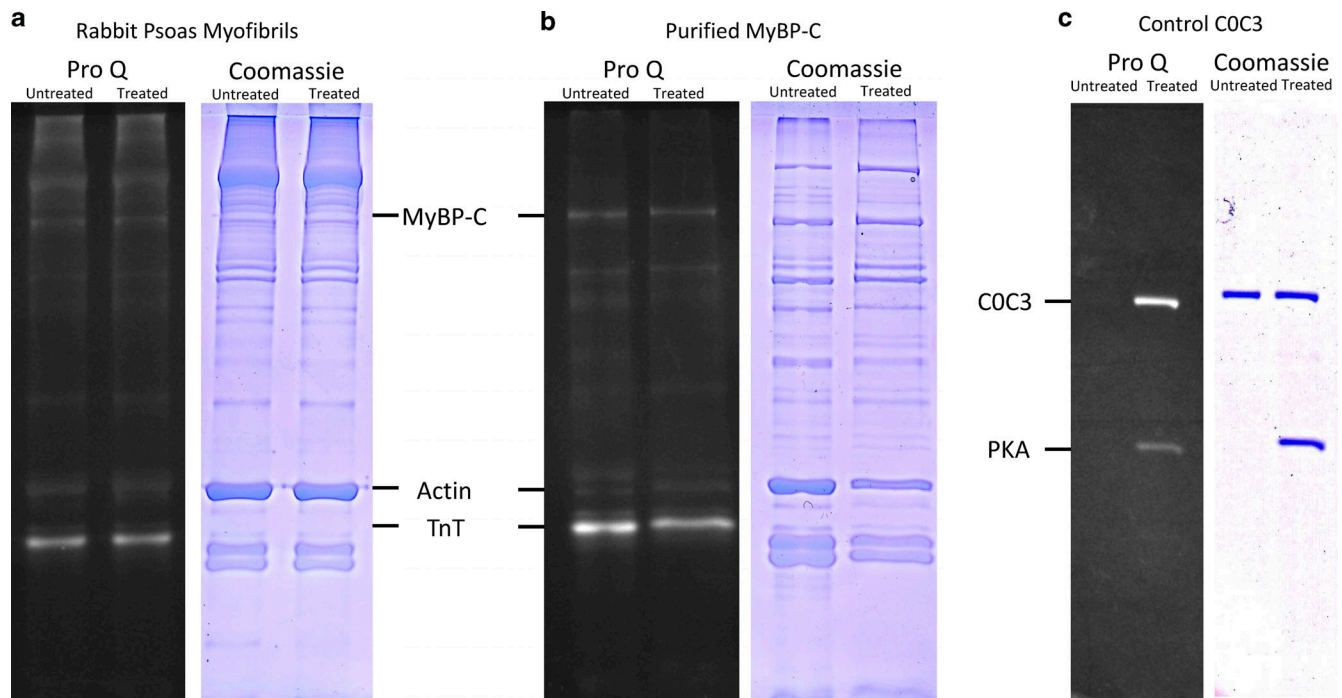 a
Rabbit Psoas Myofibrils
Pro Q
Coomassie
Untreated
Treated
Untreated
Treated
b
Purified MyBP-C
Pro Q
Coomassie
Untreated
Treated
Untreated
Treated
c
Control C0C3
Pro Q
Coomassie
Untreated
Treated
Untreated
Treated
MyBP-C
Actin
TnT
C0C3
PKA